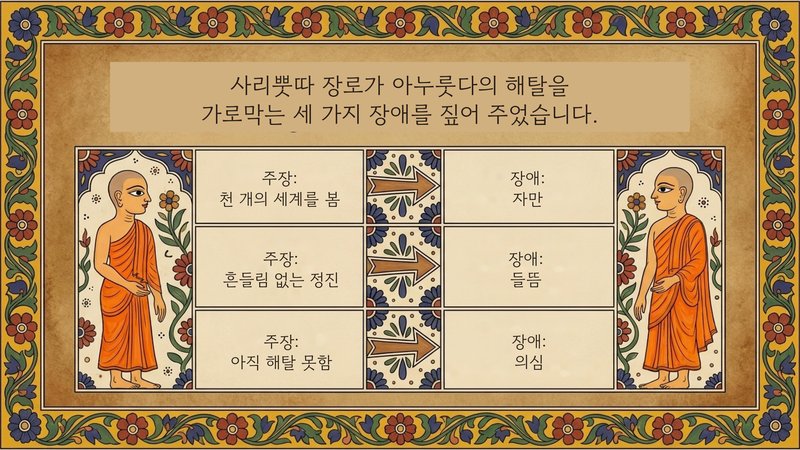 사리뿟따 장로가 아누룻다의 해탈을
가로막는 세 가지 장애를 짚어 주었습니다.
주장:
천 개의 세계를 봄
장애:
자만
주장:
흔들림 없는 정진
장애:
들뜸
주장:
아직 해탈 못함
장애:
의심